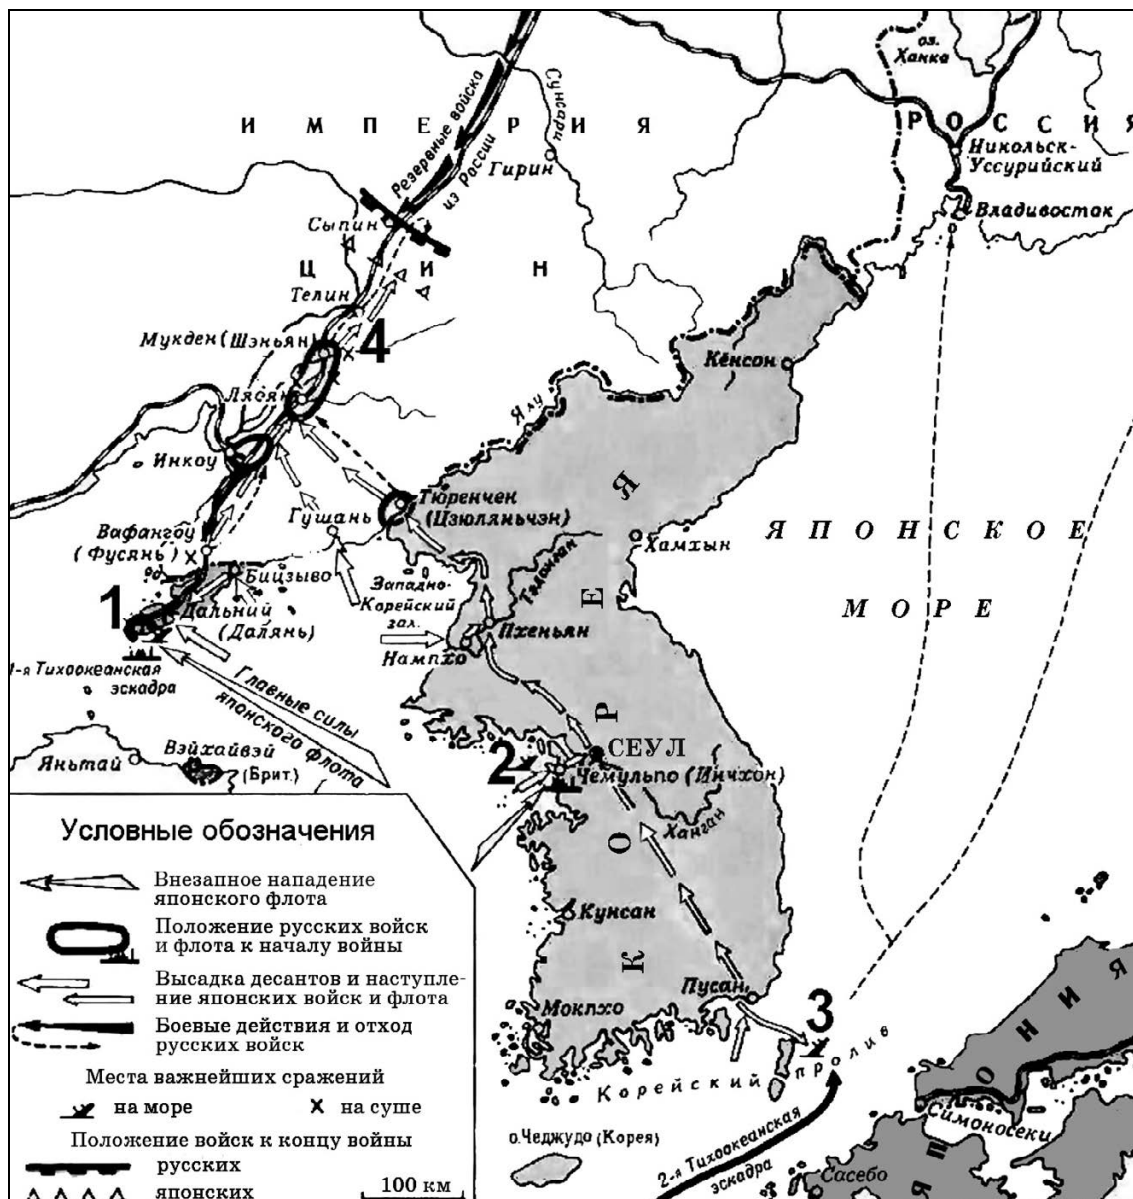 оз.
Ханка
ИМПЕРИЯ
РОССИЯ
Резервные войска
из России
Сунгари
Гирин
Никольск-
Уссурийский
Владивосток
Сыпин
ЦИН
Телин
Мукден (Шэньян)
4
Кёнсон
Ляоян
Ялу
Инкоу
Тюренчен
(Цзюляньчэн)
Гушань
Вафангоу
(Фусянь)
Хамхын
ЯПОНСКОЕ
МОРЕ
Бицзыво
1
Дальний
(Далянь)
Западно-
Корейский
зал.
Пхеньян
Нампхо
1-я Тихоокеанская
эскадра
Главные силы
японского флота
КОРЕЯ
Вэйхайвэй
(Брит.)
Яньтай
2
СЕУЛ
Чемульпо (Инчхон)
Ханган
Кунсан
Пусан
Мокпхо
3
Корейский пролив
о.Чеджудо (Корея)
2-я Тихоокеанская
эскадра
ЯПОНИЯ
Симоносеки
Сасебо
Условные обозначения
Внезапное нападение
японского флота
Положение русских войск
и флота к началу войны
Высадка десантов и наступле-
ние японских войск и флота
Боевые действия и отход
русских войск
Места важнейших сражений
на море
х на суше
Положение войск к концу войны
русских
японских
100 км